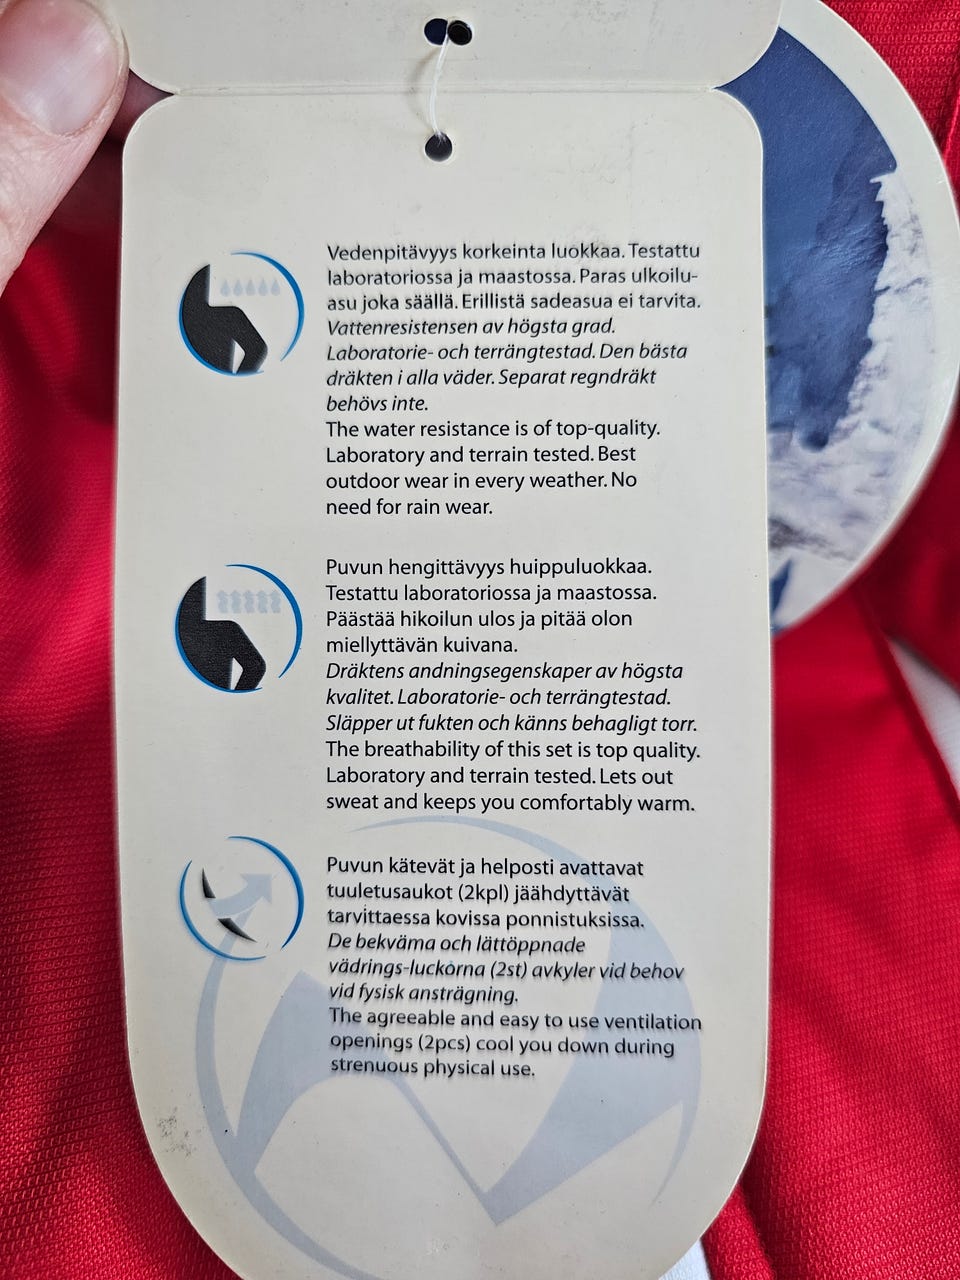 Vedenpitävyys korkeinta luokkaa. Testattu
laboratoriossa ja maastossa. Paras ulkoilu-
asu joka säällä. Erillistä sadeasua ei tarvita.
Vattenresistensen av högsta grad.
Laboratorie- och terrängtestad. Den bästa
dräkten i alla väder. Separat regndräkt
behövs inte.
The water resistance is of top-quality.
Laboratory and terrain tested. Best
outdoor wear in every weather. No
need for rain wear.
Puvun hengittävyys huippuluokkaa.
Testattu laboratoriossa ja maastossa.
Päästää hikoilun ulos ja pitää olon
miellyttävän kuivana.
Dräktens andningsegenskaper av högsta
kvalitet. Laboratorie- och terrängtestad.
Släpper ut fukten och känns behagligt torr.
The breathability of this set is top quality.
Laboratory and terrain tested. Lets out
sweat and keeps you comfortably warm.
Puvun kätevät ja helposti avattavat
tuuletusaukot (2kpl) jäähdyttävät
tarvittaessa kovissa ponnistuksissa.
De bekväma och lättöppnade
vädrings-luckorna (2st) avkyler vid behov
vid fysisk ansträgning.
The agreeable and easy to use ventilation
openings (2pcs) cool you down during
strenuous physical use.